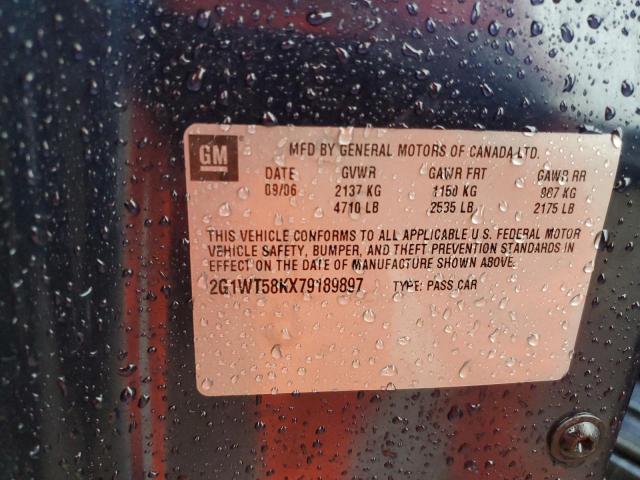 GM
MFD BY GENERAL MOTORS OF CANADA LTD.
DATE GVWR GAWR FRT GAWR RR
09/06 2137 KG 1150 KG 987 KG
4710 LB 2535 LB 2175 LB
THIS VEHICLE CONFORMS TO ALL APPLICABLE U.S. FEDERAL MOTOR
VEHICLE SAFETY, BUMPER, AND THEFT PREVENTION STANDARDS IN
EFFECT ON THE DATE OF MANUFACTURE SHOWN ABOVE.
2G1WT58KX79189897 TYPE: PASS CAR